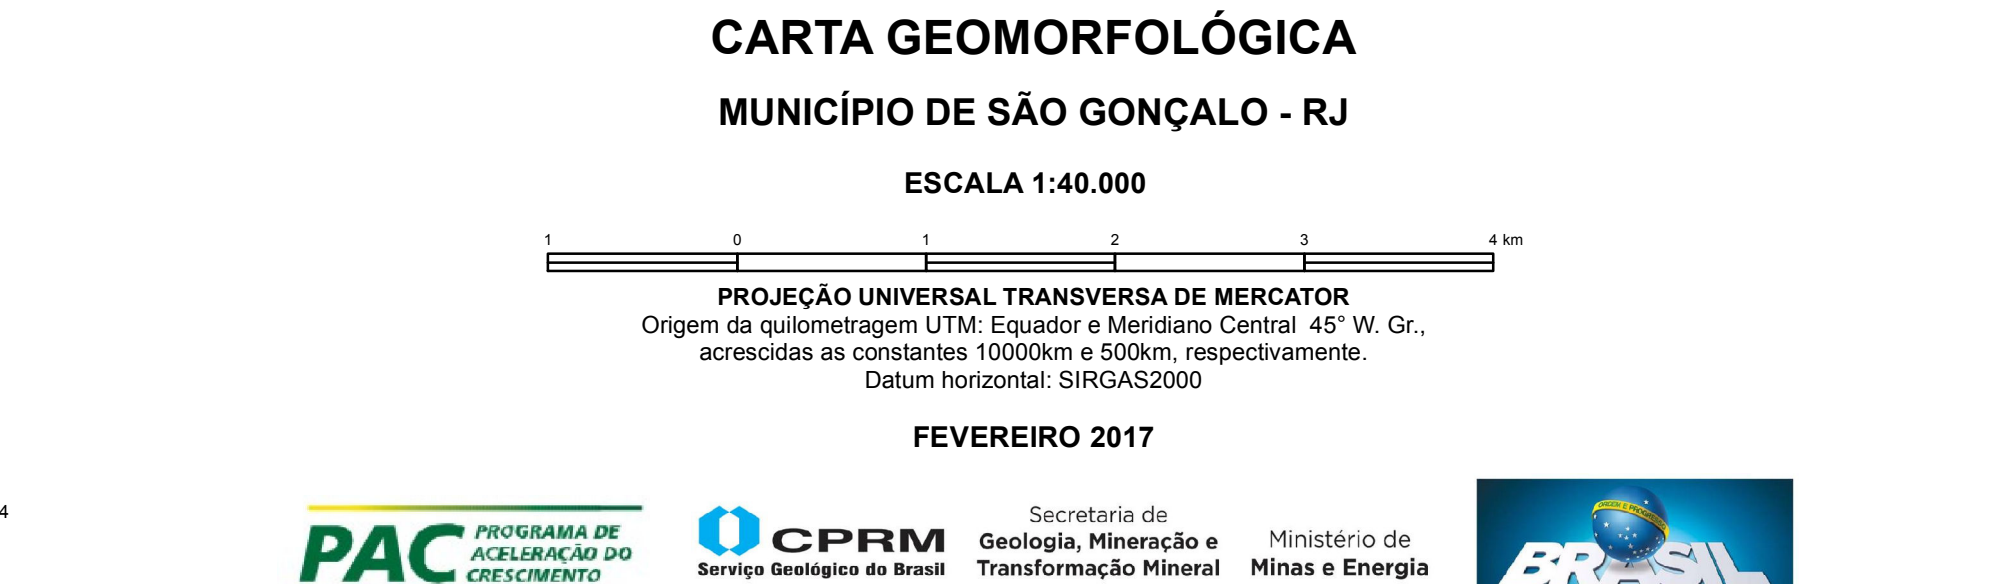 CARTA GEOMORFOLÓGICA
MUNICÍPIO DE SÃO GONÇALO - RJ
ESCALA 1:40.000
1 0 1 2 3 4 km
PROJEÇÃO UNIVERSAL TRANSVERSA DE MERCATOR
Origem da quilometragem UTM: Equador e Meridiano Central 45° W. Gr.,
acrescidas as constantes 10000km e 500km, respectivamente.
Datum horizontal: SIRGAS2000
FEVEREIRO 2017
4
PAC PROGRAMA DE
ACELERAÇÃO DO
CRESCIMENTO
CPRM
Serviço Geológico do Brasil
Secretaria de
Geologia, Mineração e
Transformação Mineral
Ministério de
Minas e Energia
ORDEM E PROGRESSO
BRASIL